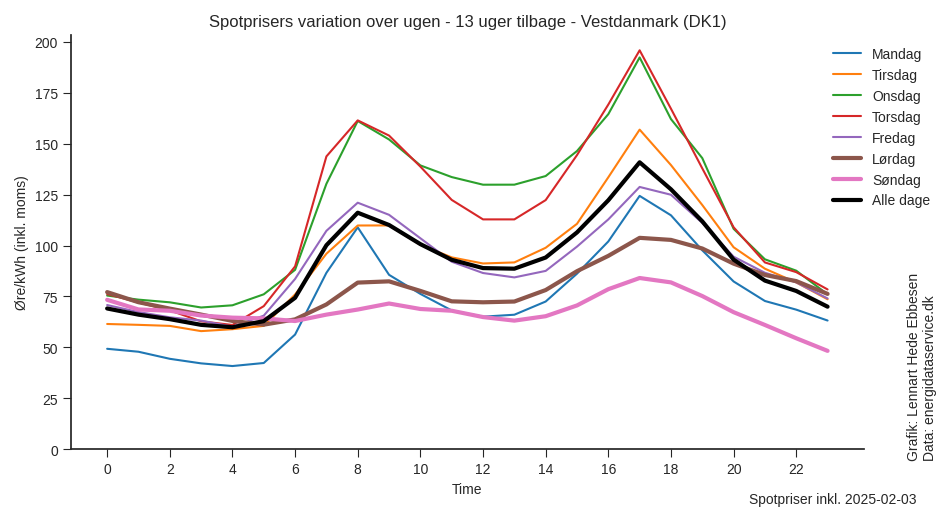 Spotprisers variation over ugen - 13 uger tilbage - Vestdanmark (DK1)
Øre/kWh (inkl. moms)
200
175
150
125
100
75
50
25
0
0 2 4 6 8 10 12 14 16 18 20 22
Time
Mandag
Tirsdag
Onsdag
Torsdag
Fredag
Lørdag
Søndag
Alle dage
Grafik: Lennart Hede Ebbesen
Data: energidataservice.dk
Spotpriser inkl. 2025-02-03